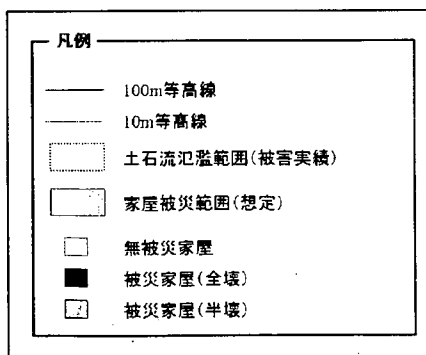 凡例
100m等高線
10m等高線
土石流氾濫範囲(被害実績)
家屋被災範囲(想定)
無被災家屋
被災家屋(全壊)
被災家屋(半壊)